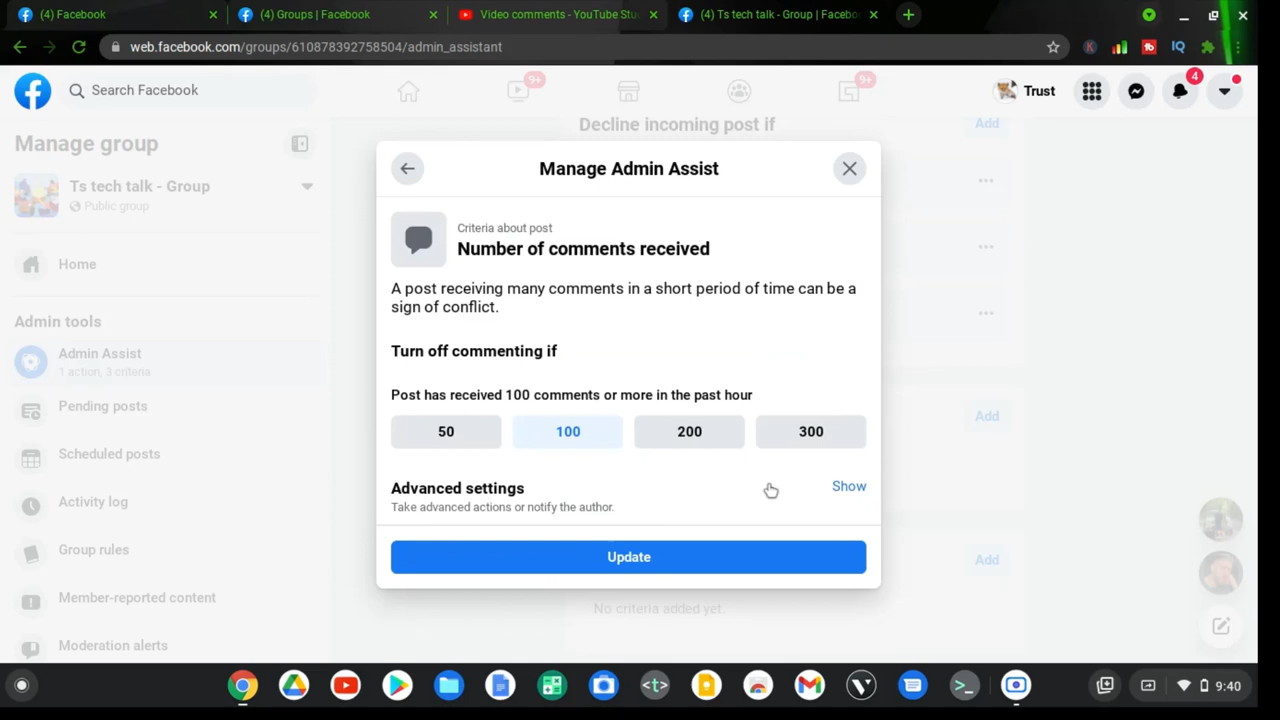 (4) Facebook
(4) Groups | Facebook
Video comments - YouTube Stu
(4) Ts tech talk - Group | Facebo
web.facebook.com/groups/610878392758504/admin_assistant
Search Facebook
9+
9+
Trust
4
Manage group
Ts tech talk - Group
Public group
Home
Admin tools
Admin Assist
1 action, 3 criteria
Pending posts
Scheduled posts
Activity log
Group rules
Member-reported content
Moderation alerts
Decline incoming post if
Add
Manage Admin Assist
Criteria about post
Number of comments received
A post receiving many comments in a short period of time can be a
sign of conflict.
Turn off commenting if
Post has received 100 comments or more in the past hour
50
100
200
300
Advanced settings
Show
Take advanced actions or notify the author.
Update
Add
Add
No criteria added yet.
9:40